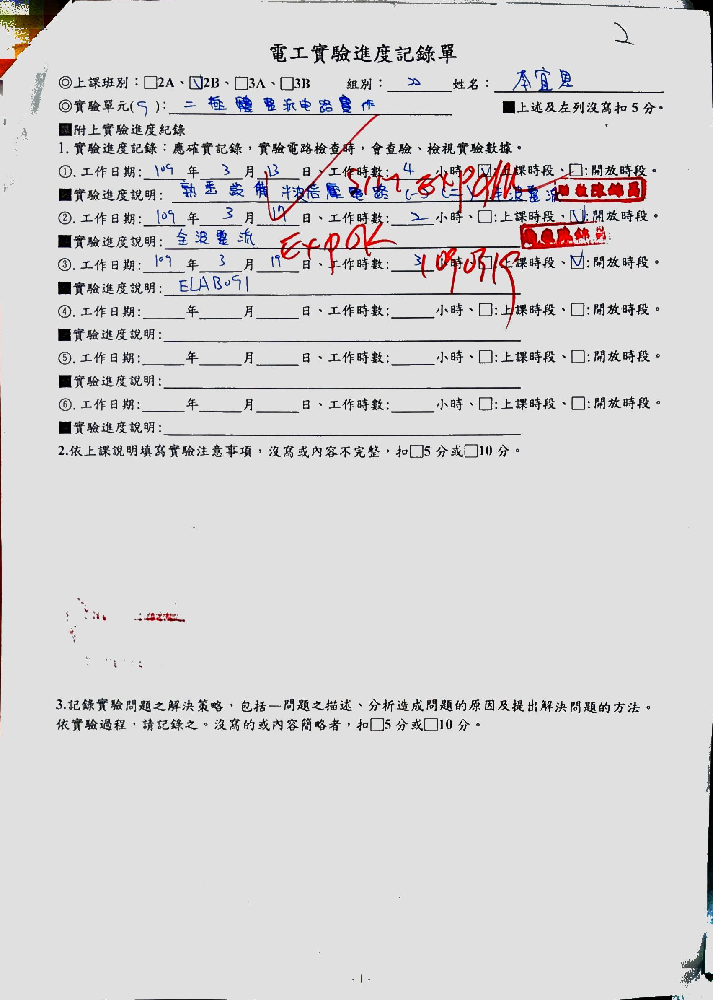 2
電工實驗進度記錄單
◎上課班別：□2A、☑2B、□3A、□3B 組別： 姓名：李宜恩
◎實驗單元(9)：二極體整流电路實作 ■上述及左列沒寫扣 5 分。
■附上實驗進度紀錄
1. 實驗進度記錄：應確實記錄，實驗電路檢查時，會查驗、檢視實驗數據。
①. 工作日期: 109 年 3 月 13 日、工作時數: 4 小時、☑:上課時段、□:開放時段。
■實驗進度說明: 熟悉設備 半波倍壓電路(一)(二) 半波整流
②. 工作日期: 109 年 3 月 17 日、工作時數: 2 小時、□:上課時段、☑:開放時段。
■實驗進度說明: 全波整流 Exp OK
③. 工作日期: 109 年 3 月 19 日、工作時數: 3 小時、□:上課時段、☑:開放時段。
1090319
■實驗進度說明: ELAB091
④. 工作日期: 年 月 日、工作時數: 小時、□:上課時段、□:開放時段。
■實驗進度說明:
⑤. 工作日期: 年 月 日、工作時數: 小時、□:上課時段、□:開放時段。
■實驗進度說明:
⑥. 工作日期: 年 月 日、工作時數: 小時、□:上課時段、□:開放時段。
■實驗進度說明:
2.依上課說明填寫實驗注意事項，沒寫或內容不完整，扣□5 分或□10 分。
3.記錄實驗問題之解決策略，包括—問題之描述、分析造成問題的原因及提出解決問題的方法。
依實驗過程，請記錄之。沒寫的或內容簡略者，扣□5 分或□10 分。
- 1 -